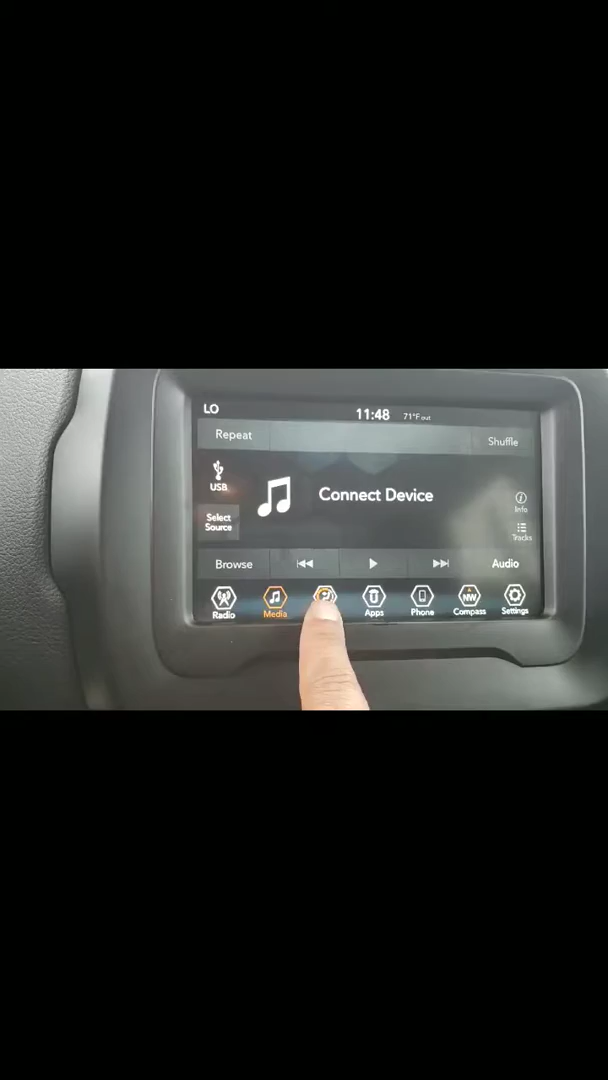 LO 11:48 71°F out
Repeat Shuffle
USB
Connect Device
Info
Select
Source
Tracks
Browse Audio
NW
Radio Media Apps Phone Compass Settings